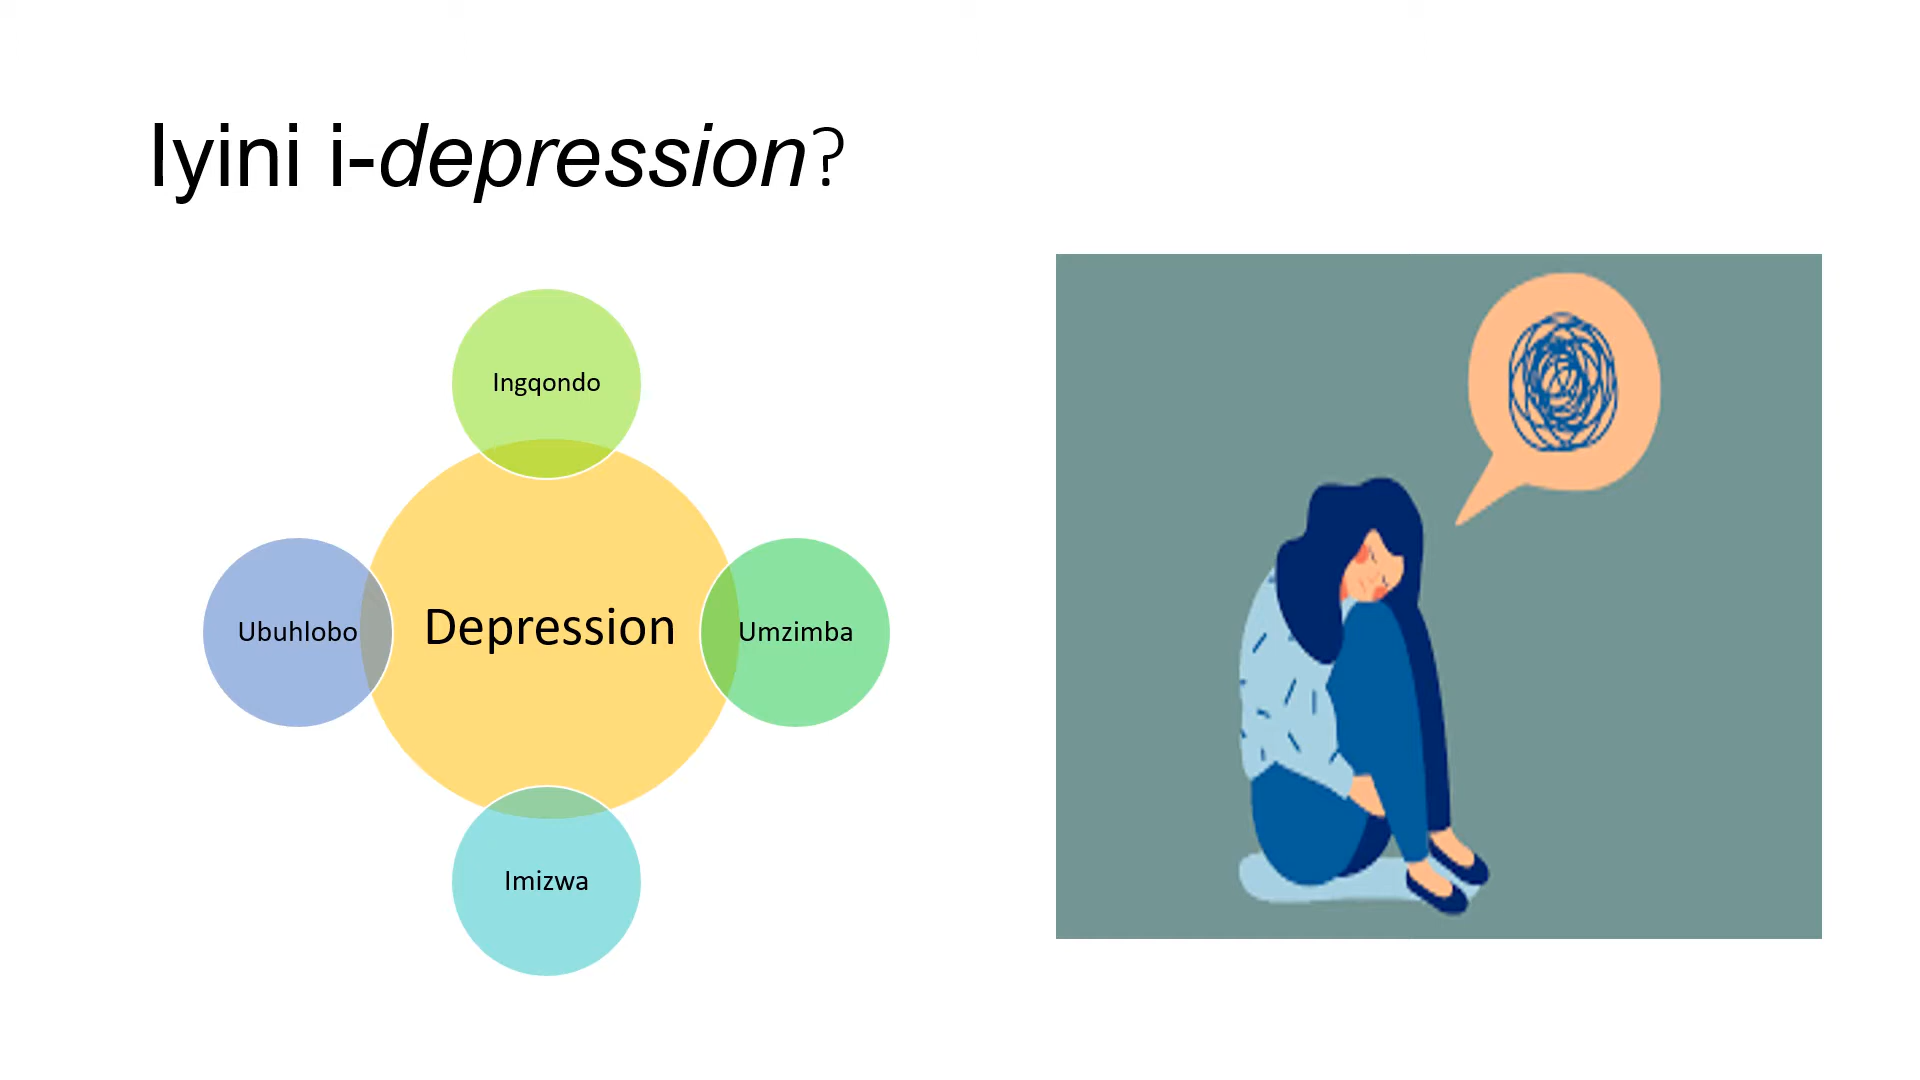 Iyini i-depression?
Ingqondo
Ubuhlobo
Depression
Umzimba
Imizwa